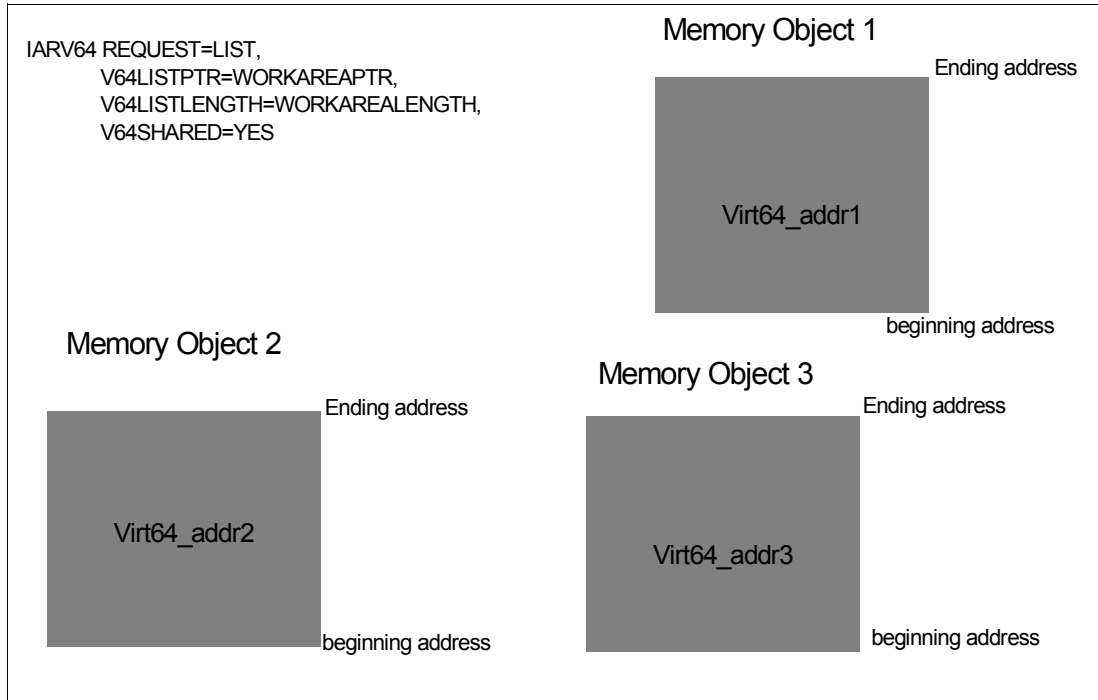 IARV64 REQUEST=LIST,
V64LISTPTR=WORKAREAPTR,
V64LISTLENGTH=WORKAREALENGTH,
V64SHARED=YES
Memory Object 1
Ending address
Virt64_addr1
beginning address
Memory Object 2
Ending address
Virt64_addr2
beginning address
Memory Object 3
Ending address
Virt64_addr3
beginning address